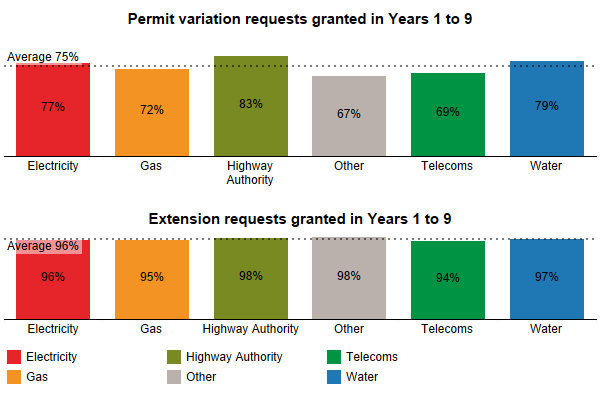 Permit variation requests granted in Years 1 to 9
Average 75%
77% 72% 83% 67% 69% 79%
Electricity Gas Highway Authority Other Telecoms Water
Extension requests granted in Years 1 to 9
Average 96%
96% 95% 98% 98% 94% 97%
Electricity Gas Highway Authority Other Telecoms Water
Electricity Highway Authority Telecoms
Gas Other Water